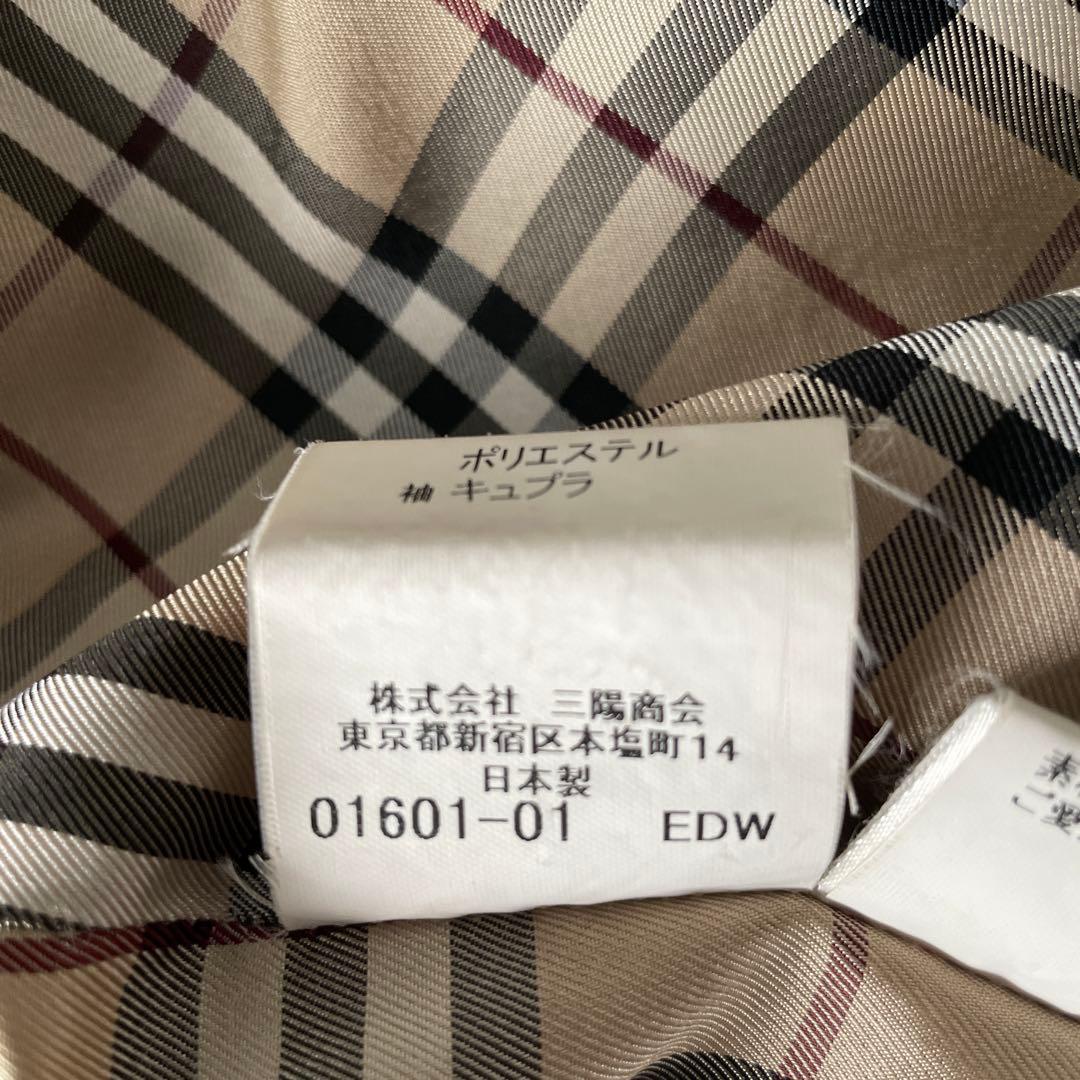 ポリエステル
袖 キュプラ
株式会社 三陽商会
東京都新宿区本塩町14
日本製
01601-01 EDW